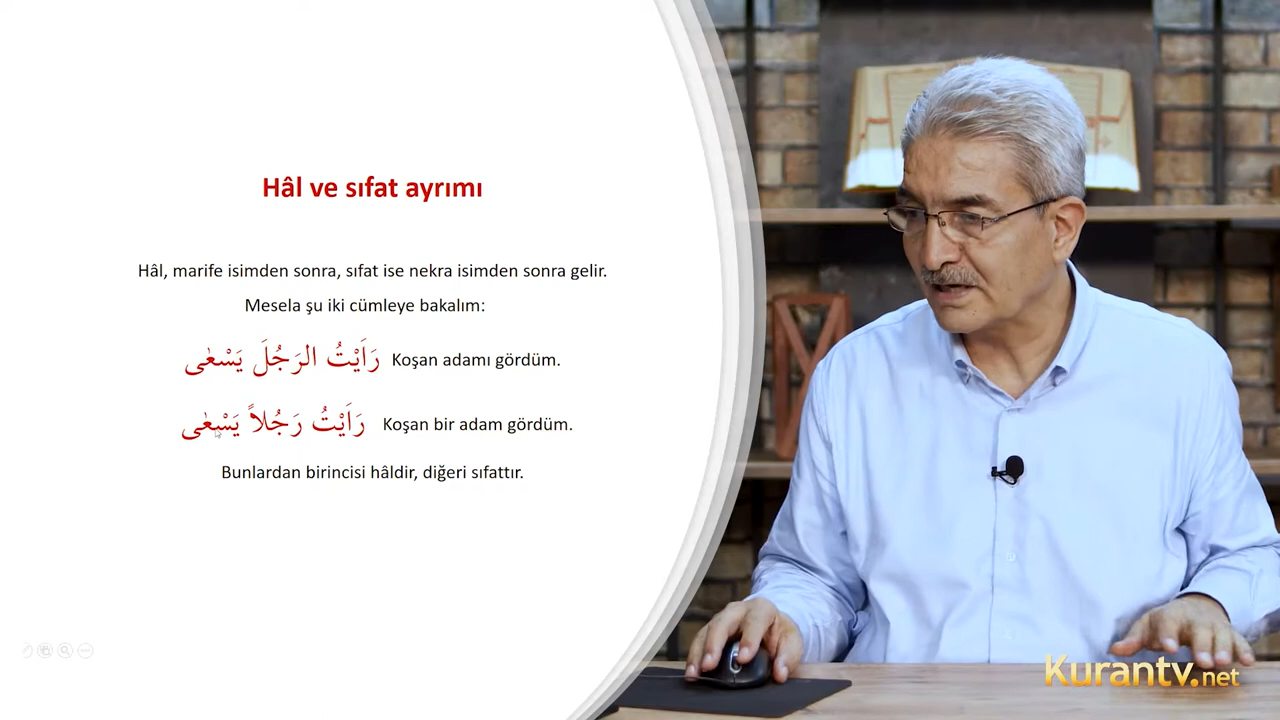 Hâl ve sıfat ayrımı
Hâl, marife isimden sonra, sıfat ise nekra isimden sonra gelir.
Mesela şu iki cümleye bakalım:
رَاَيْتُ الرَجُلَ يَسْعٰى Koşan adamı gördüm.
رَاَيْتُ رَجُلاً يَسْعٰى Koşan bir adam gördüm.
Bunlardan birincisi hâldir, diğeri sıfattır.
Kurantv.net